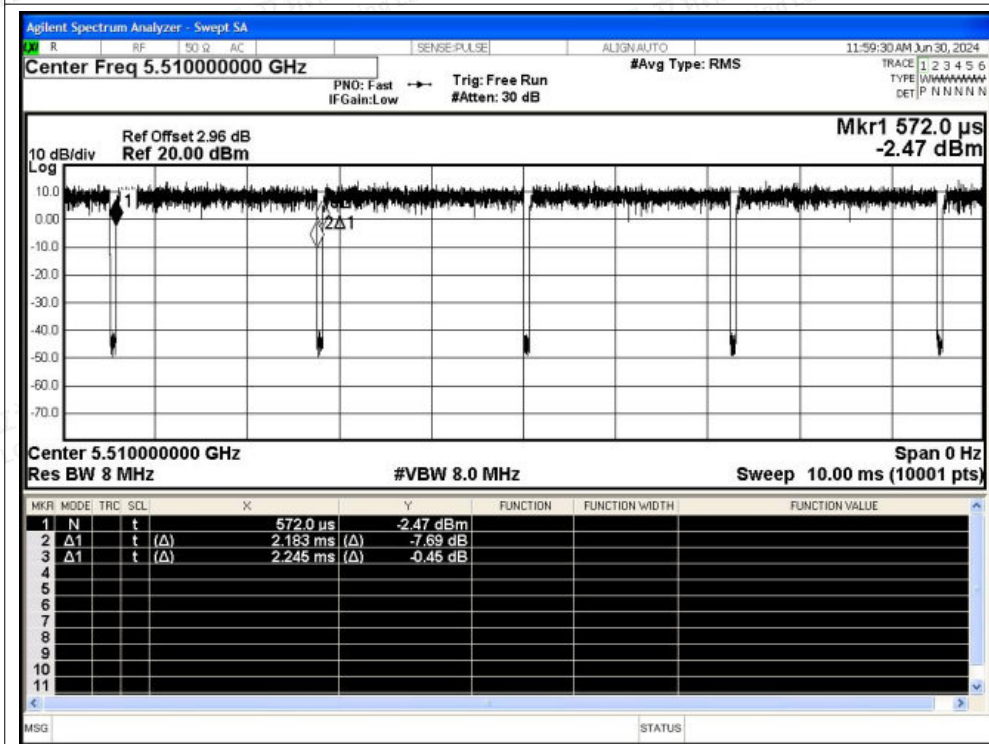 Agilent Spectrum Analyzer - Swept SA
LXI R RF 50 Ω AC SENSE:PULSE ALIGN AUTO 11:59:30 AM Jun 30, 2024
Center Freq 5.510000000 GHz
PNO: Fast
IFGain:Low
Trig: Free Run
#Atten: 30 dB
#Avg Type: RMS
TRACE 1 2 3 4 5 6
TYPE WWWWWW
DET P N N N N N
Mkr1 572.0 µs
-2.47 dBm
Ref Offset 2.96 dB
10 dB/div Ref 20.00 dBm
Log
10.0
0.00
-10.0
-20.0
-30.0
-40.0
-50.0
-60.0
-70.0
1
2Δ1
Center 5.510000000 GHz Span 0 Hz
Res BW 8 MHz #VBW 8.0 MHz Sweep 10.00 ms (10001 pts)
MKR MODE TRC SCL X Y FUNCTION FUNCTION WIDTH FUNCTION VALUE
1 N t 572.0 µs -2.47 dBm
2 Δ1 t (Δ) 2.183 ms (Δ) -7.69 dB
3 Δ1 t (Δ) 2.245 ms (Δ) -0.45 dB
4
5
6
7
8
9
10
11
MSG STATUS